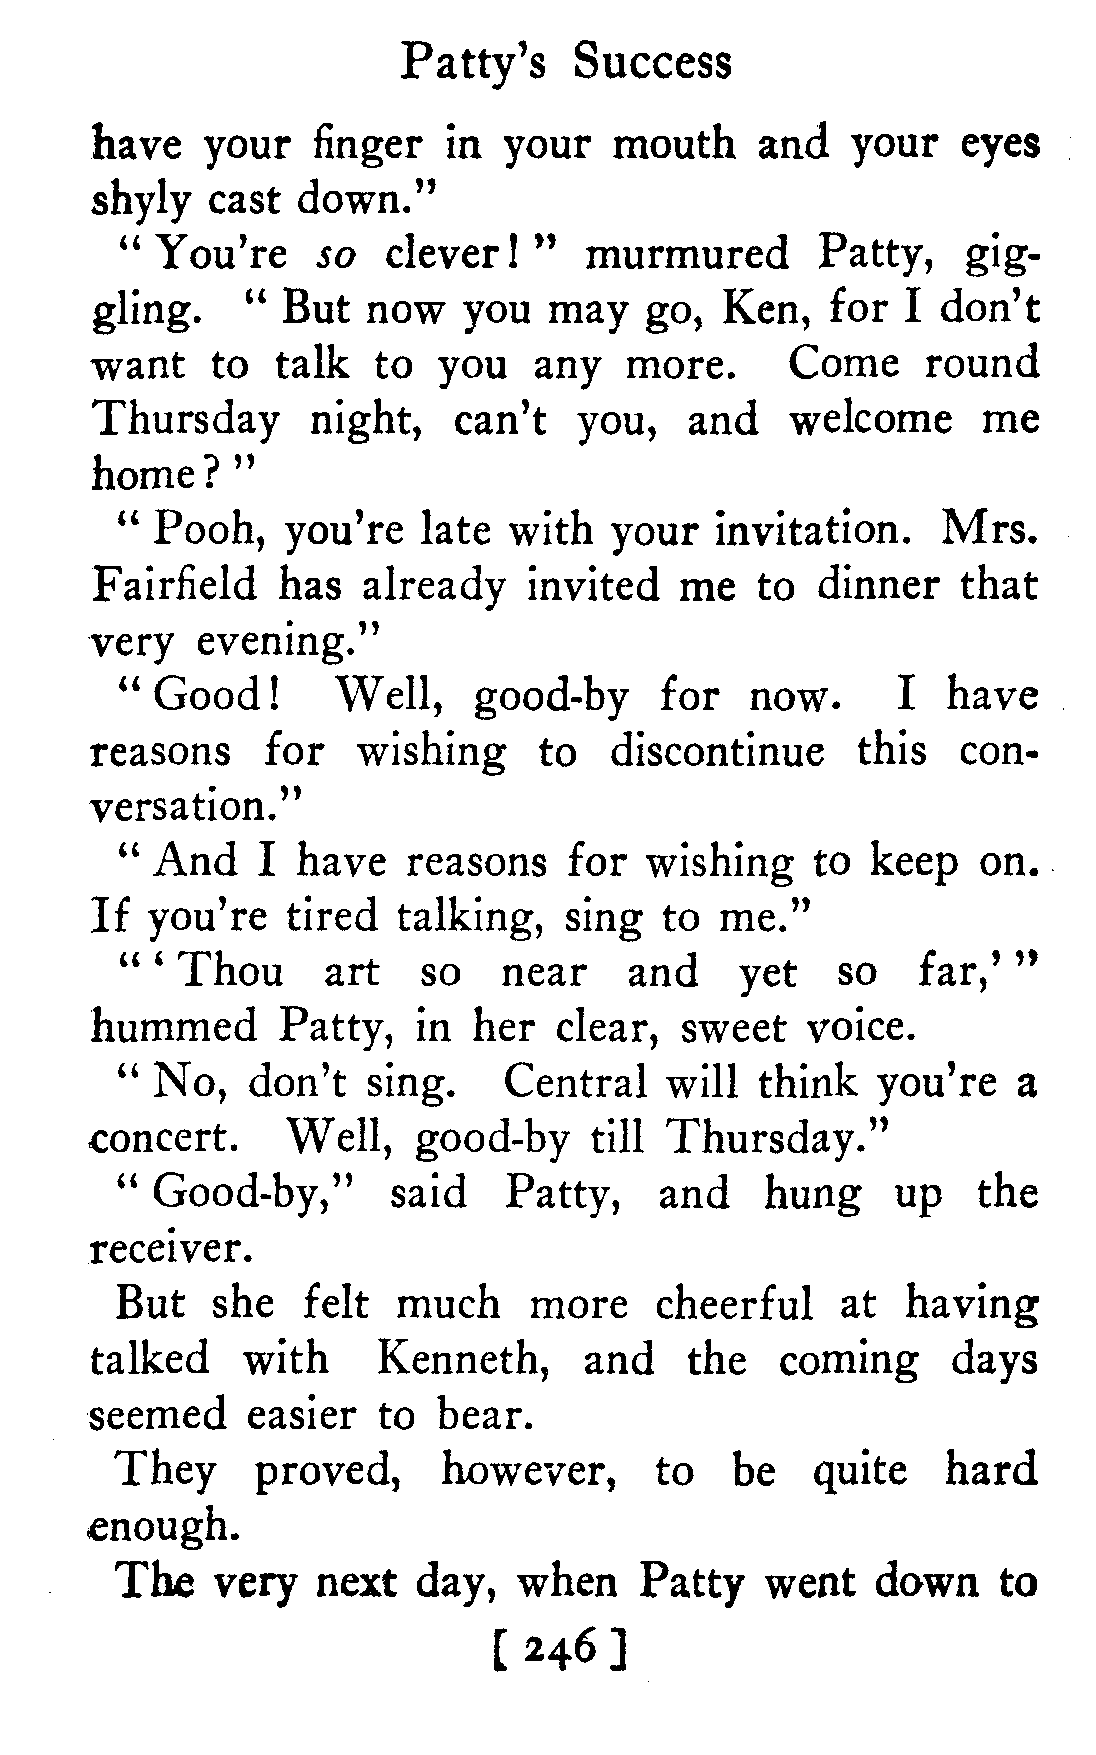 Patty's Success
have your finger in your mouth and your eyes
shyly cast down."
" You're so clever! " murmured Patty, gig-
gling. " But now you may go, Ken, for I don't
want to talk to you any more. Come round
Thursday night, can't you, and welcome me
home? "
" Pooh, you're late with your invitation. Mrs.
Fairfield has already invited me to dinner that
very evening."
" Good! Well, good-by for now. I have
reasons for wishing to discontinue this con-
versation."
" And I have reasons for wishing to keep on.
If you're tired talking, sing to me."
" ' Thou art so near and yet so far,' "
hummed Patty, in her clear, sweet voice.
" No, don't sing. Central will think you're a
concert. Well, good-by till Thursday."
" Good-by," said Patty, and hung up the
receiver.
But she felt much more cheerful at having
talked with Kenneth, and the coming days
seemed easier to bear.
They proved, however, to be quite hard
enough.
The very next day, when Patty went down to
[ 246 ]